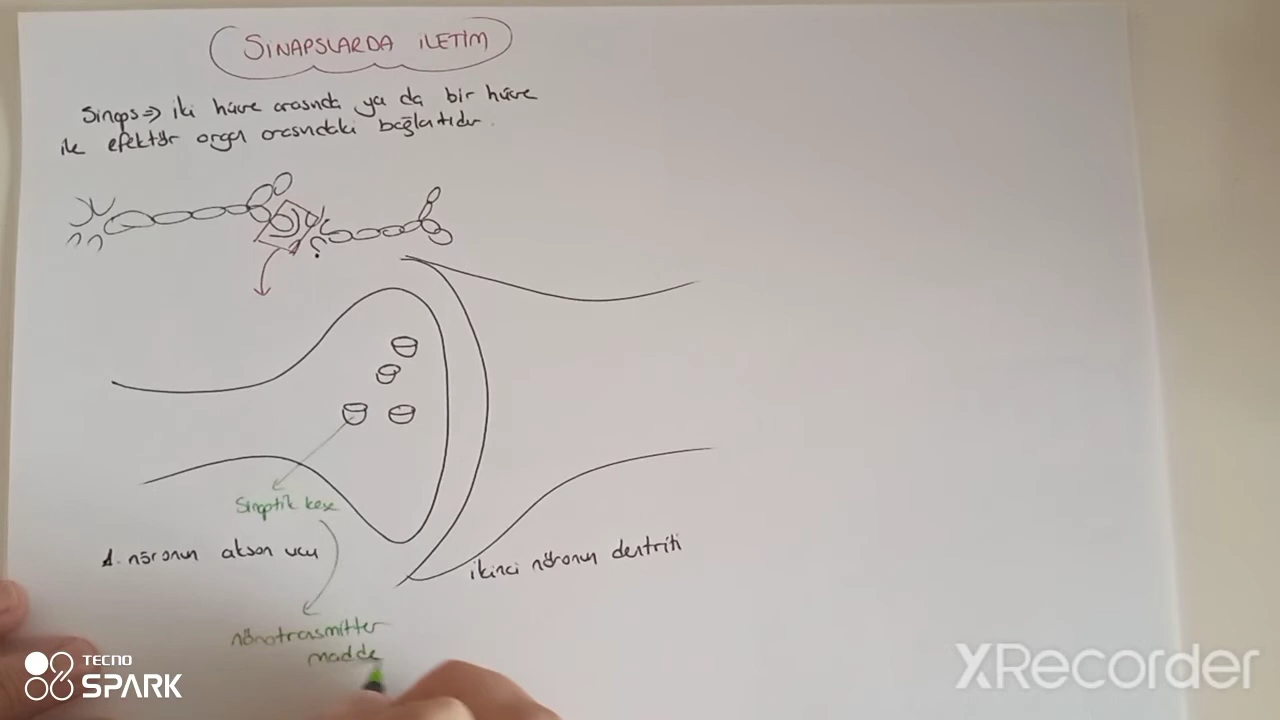 SİNAPSLARDA İLETİM
Sinaps => iki hücre arasında ya da bir hücre
ile efektör organ arasındaki bağlantıdır.
Sinaptik kese
1. nöronun akson ucu
ikinci nöronun dentriti
nörotransmitter
madde
TECNO
SPARK
XRecorder